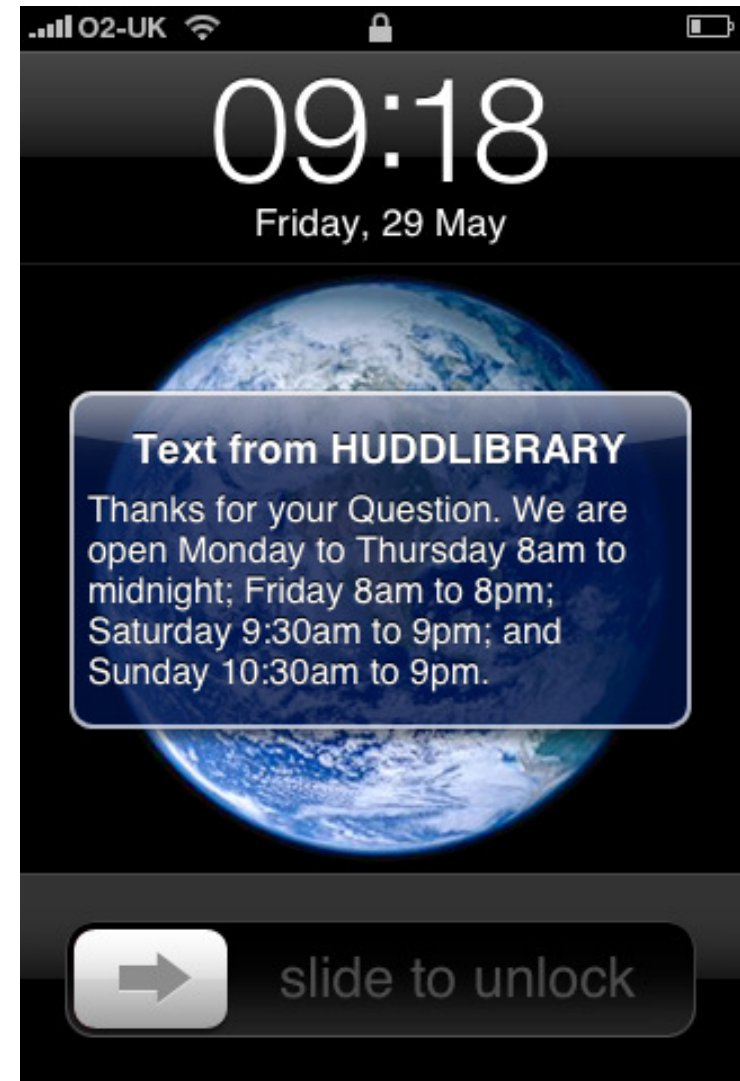 O2-UK
09:18
Friday, 29 May
Text from HUDDLIBRARY
Thanks for your Question. We are
open Monday to Thursday 8am to
midnight; Friday 8am to 8pm;
Saturday 9:30am to 9pm; and
Sunday 10:30am to 9pm.
slide to unlock